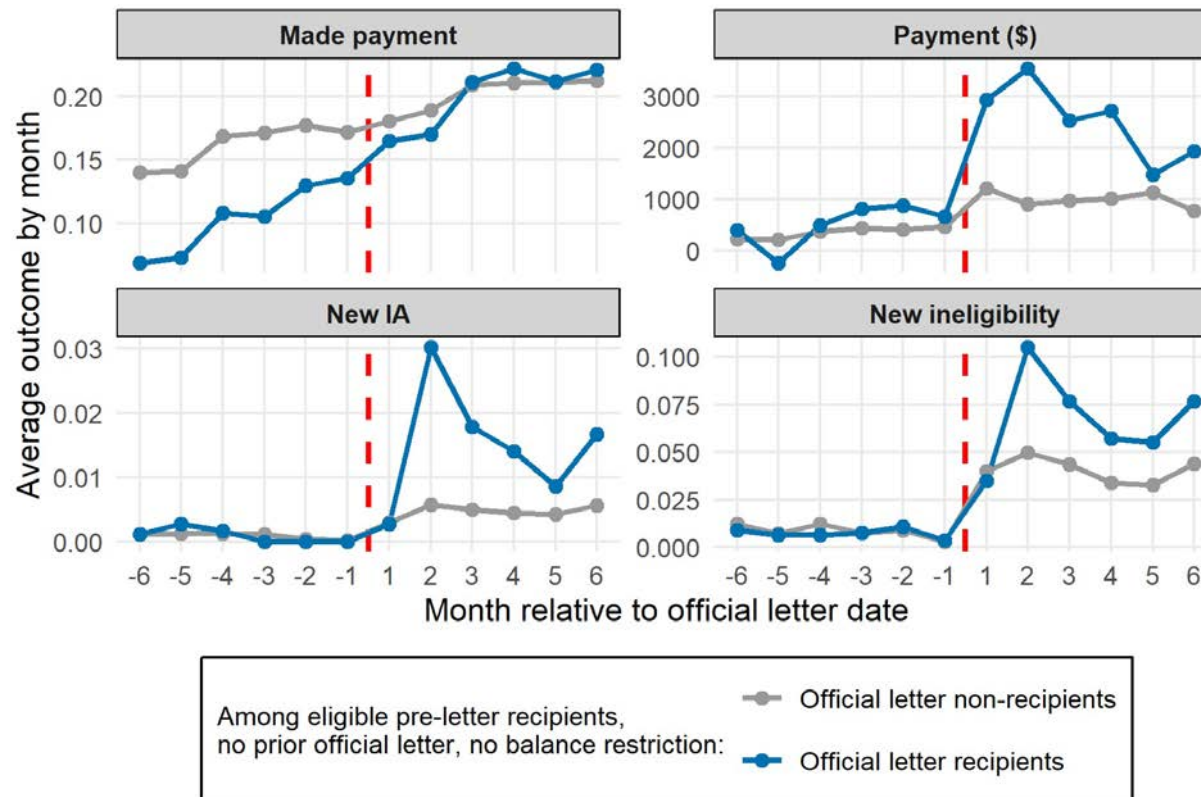 Made payment
Payment ($)
Average outcome by month
0.20
0.15
0.10
3000
2000
1000
0
New IA
New ineligibility
0.03
0.02
0.01
0.00
0.100
0.075
0.050
0.025
0.000
-6 -5 -4 -3 -2 -1 1 2 3 4 5 6
-6 -5 -4 -3 -2 -1 1 2 3 4 5 6
Month relative to official letter date
Among eligible pre-letter recipients,
no prior official letter, no balance restriction:
Official letter non-recipients
Official letter recipients